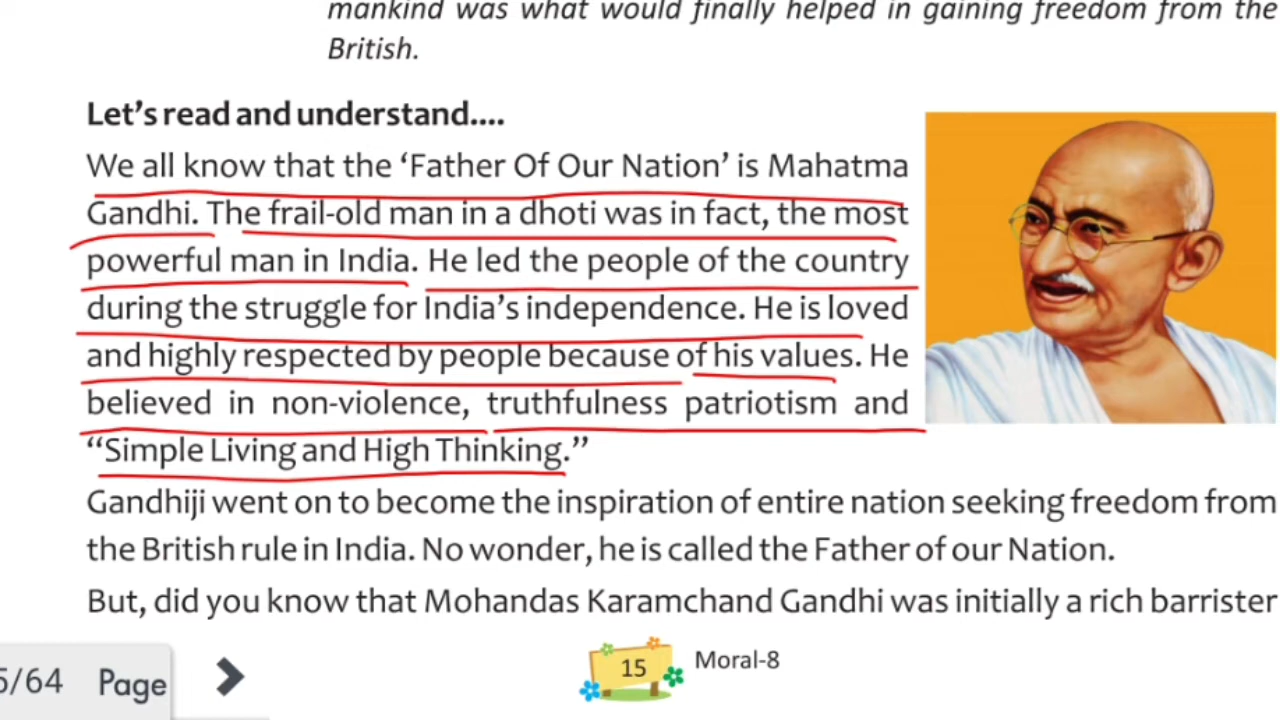 mankind was what would finally helped in gaining freedom from the
British.
Let's read and understand....
We all know that the ‘Father Of Our Nation’ is Mahatma
Gandhi. The frail-old man in a dhoti was in fact, the most
powerful man in India. He led the people of the country
during the struggle for India's independence. He is loved
and highly respected by people because of his values. He
believed in non-violence, truthfulness patriotism and
“Simple Living and High Thinking.”
Gandhiji went on to become the inspiration of entire nation seeking freedom from
the British rule in India. No wonder, he is called the Father of our Nation.
But, did you know that Mohandas Karamchand Gandhi was initially a rich barrister
5/64 Page
15
Moral-8